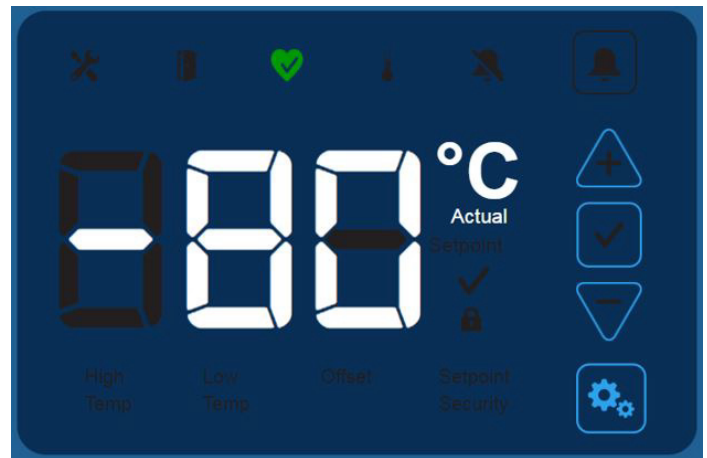 -80 °C
Actual
Setpoint
High Temp
Low Temp
Offset
Setpoint Security